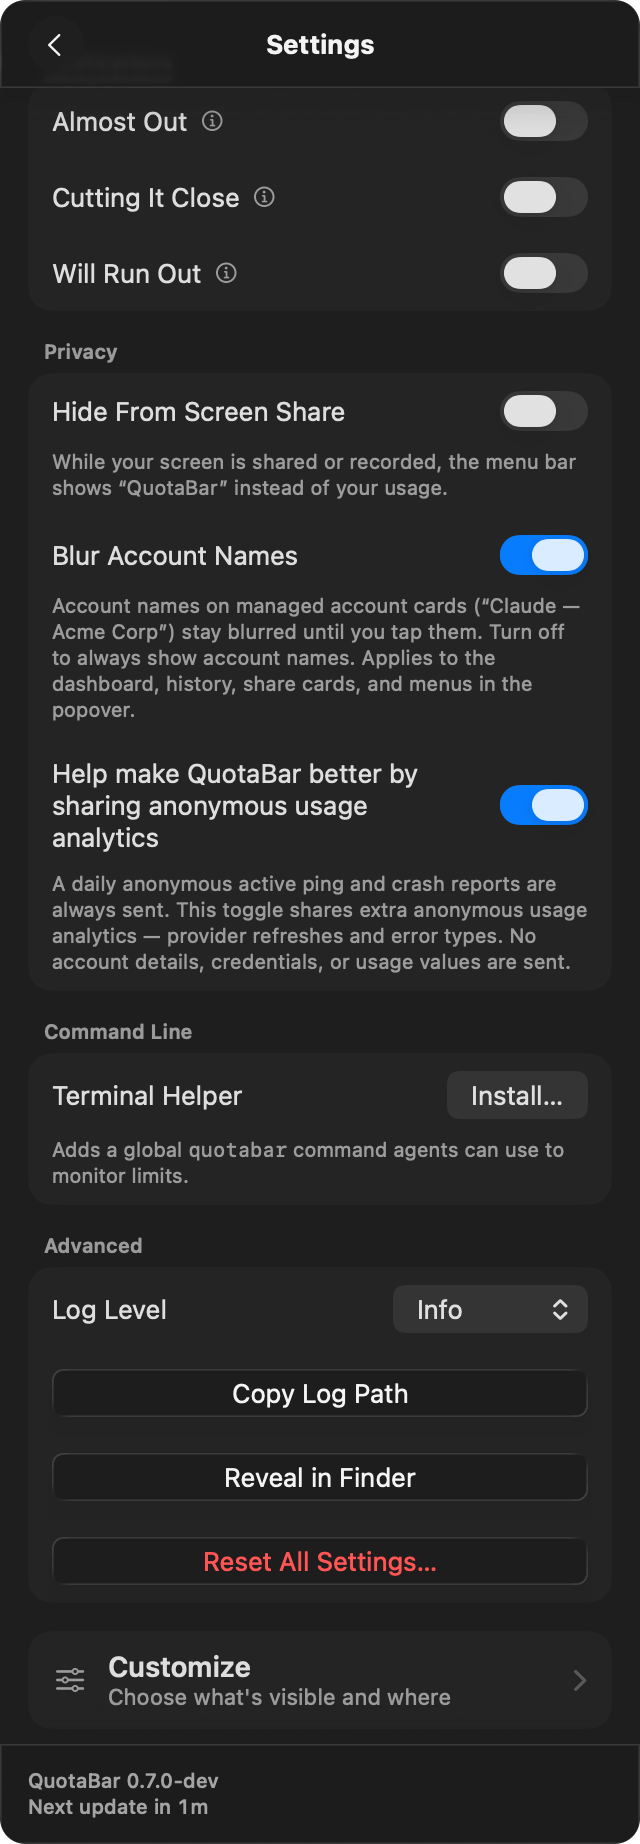 Settings
Almost Out
Cutting It Close
Will Run Out
Privacy
Hide From Screen Share
While your screen is shared or recorded, the menu bar
shows “QuotaBar” instead of your usage.
Blur Account Names
Account names on managed account cards (“Claude —
Acme Corp”) stay blurred until you tap them. Turn off
to always show account names. Applies to the
dashboard, history, share cards, and menus in the
popover.
Help make QuotaBar better by
sharing anonymous usage
analytics
A daily anonymous active ping and crash reports are
always sent. This toggle shares extra anonymous usage
analytics — provider refreshes and error types. No
account details, credentials, or usage values are sent.
Command Line
Terminal Helper
Install...
Adds a global quotabar command agents can use to
monitor limits.
Advanced
Log Level
Info
Copy Log Path
Reveal in Finder
Reset All Settings...
Customize
Choose what's visible and where
QuotaBar 0.7.0-dev
Next update in 1m